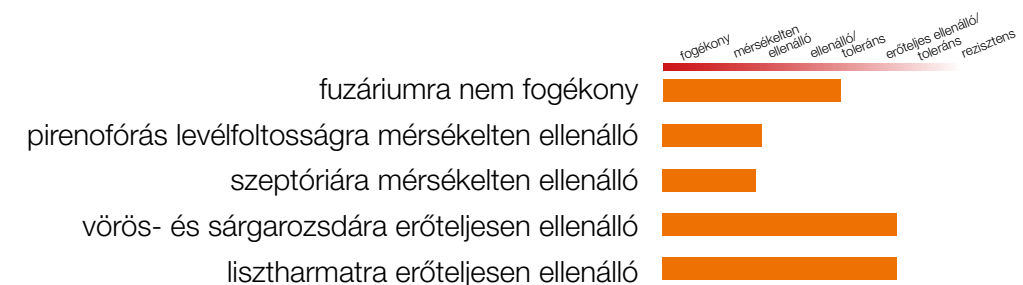 fogékony
mérsékelten
ellenálló
ellenálló/
toleráns
erőteljes ellenálló/
toleráns
rezisztens
fuzáriumra nem fogékony
pirenofórás levélfoltosságra mérsékelten ellenálló
szeptóriára mérsékelten ellenálló
vörös- és sárgarozsdára erőteljesen ellenálló
lisztharmatra erőteljesen ellenálló